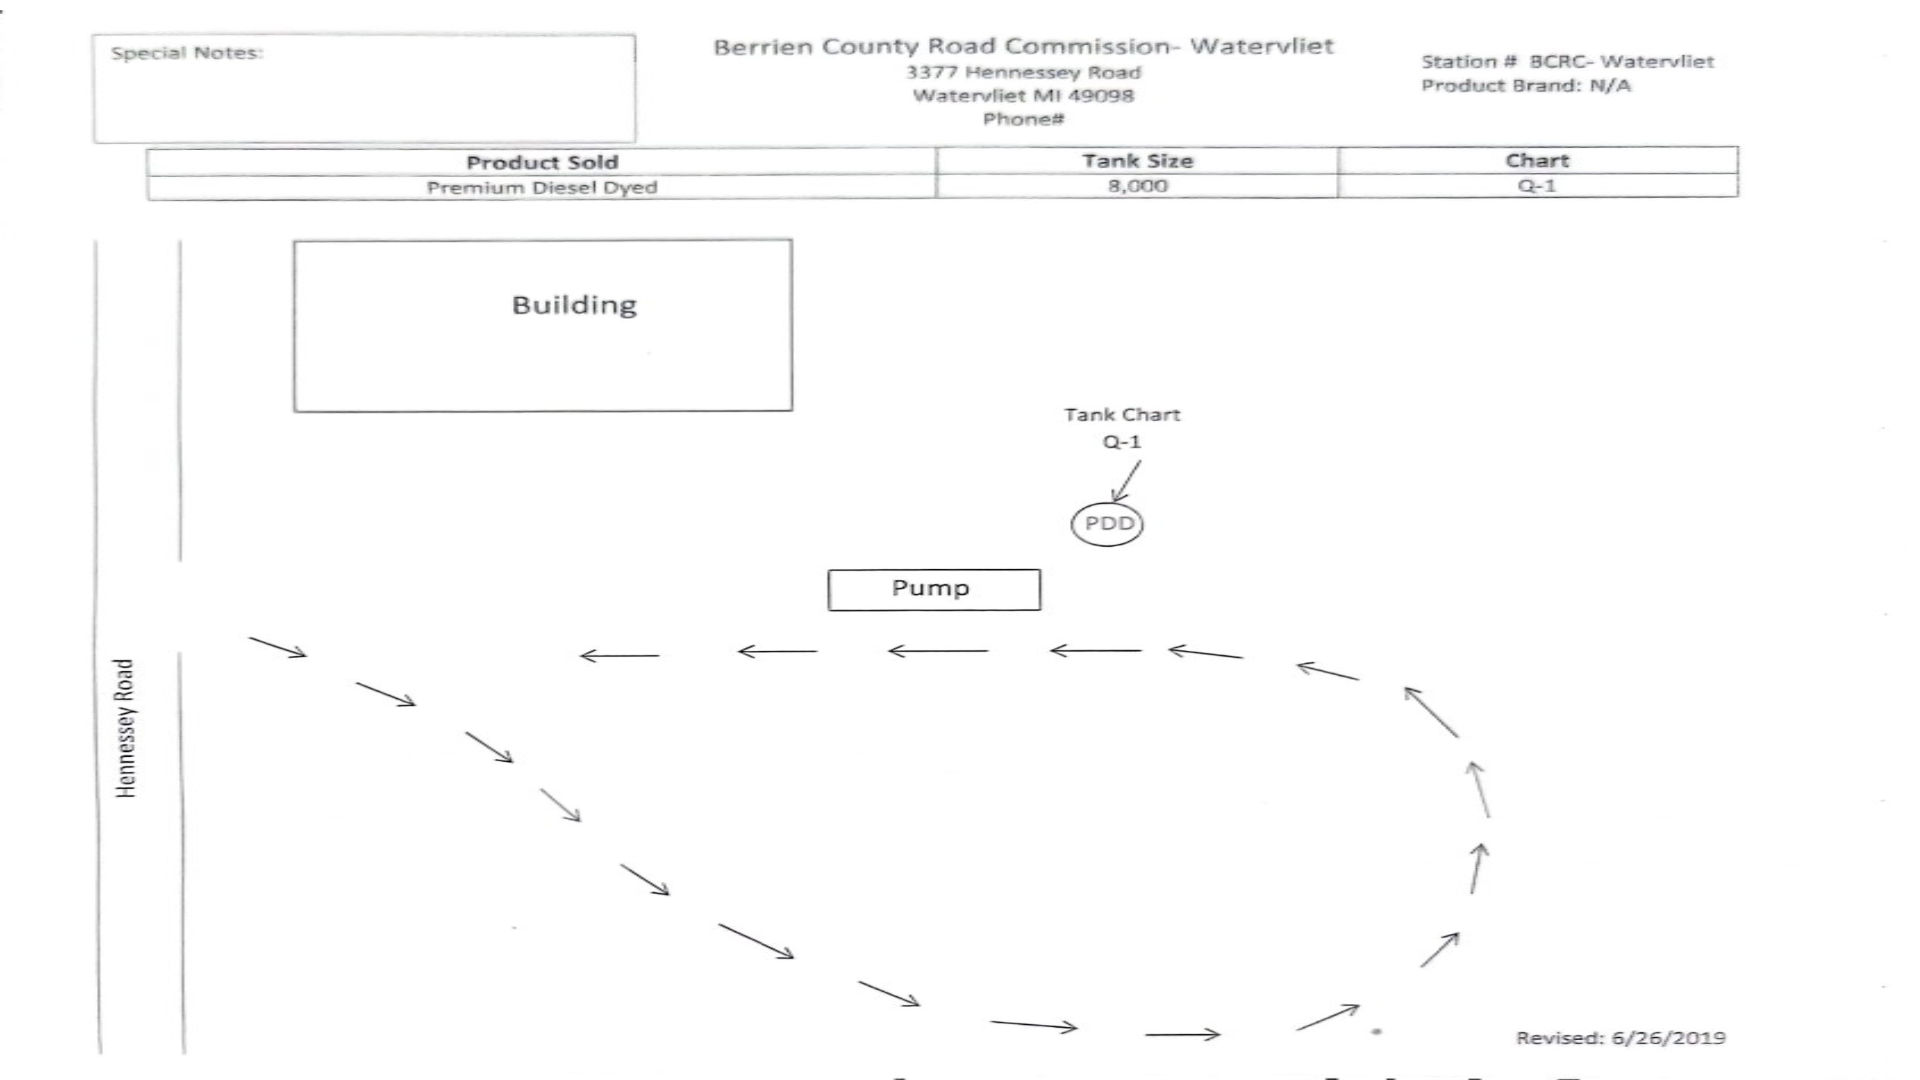 Special Notes:
Berrien County Road Commission- Watervliet
3377 Hennessey Road
Watervliet MI 49098
Phone#
Station # BCRC- Watervliet
Product Brand: N/A
Product Sold Tank Size Chart
Premium Diesel Dyed 8,000 Q-1
Building
Tank Chart
Q-1
PDD
Pump
Hennessey Road
Revised: 6/26/2019